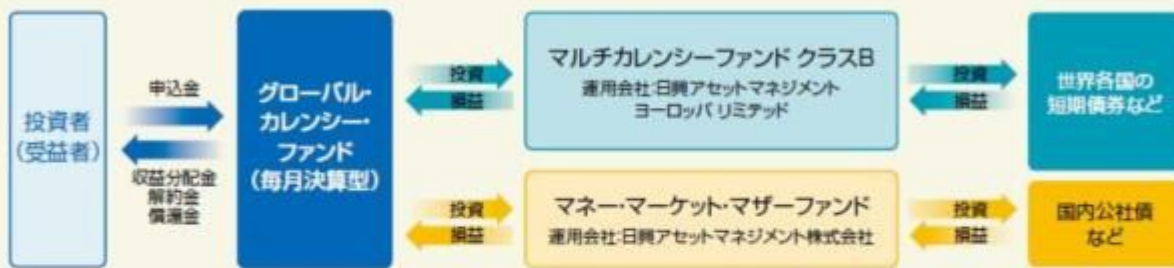 投資者
(受益者)
申込金
収益分配金
解約金
償還金
グローバル・
カレンシー・
ファンド
(毎月決算型)
投資
損益
マルチカレンシーファンド クラスB
運用会社:日興アセットマネジメント
ヨーロッパ リミテッド
投資
損益
世界各国の
短期債券など
投資
損益
マネー・マーケット・マザーファンド
運用会社:日興アセットマネジメント株式会社
投資
損益
国内公社債
など